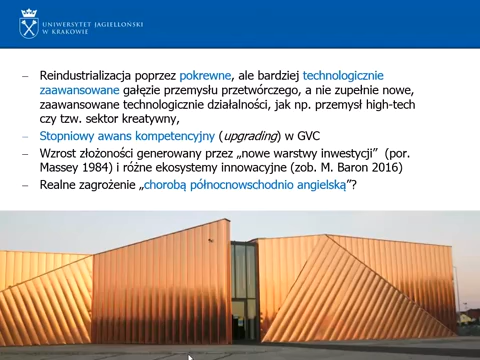 UNIWERSYTET JAGIELLOŃSKI
W KRAKOWIE
– Reindustrializacja poprzez pokrewne, ale bardziej technologicznie
zaawansowane gałęzie przemysłu przetwórczego, a nie zupełnie nowe,
zaawansowane technologicznie działalności, jak np. przemysł high-tech
czy tzw. sektor kreatywny,
– Stopniowy awans kompetencyjny (upgrading) w GVC
– Wzrost złożoności generowany przez „nowe warstwy inwestycji” (por.
Massey 1984) i różne ekosystemy innowacyjne (zob. M. Baron 2016)
– Realne zagrożenie „chorobą północnowschodnio angielską”?